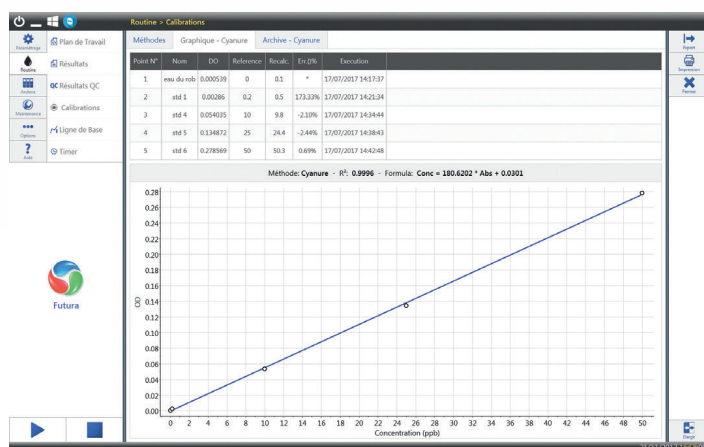 Routine > Calibrations
Paramétrage
Routine
Archive
Maintenance
Options
Aide
Plan de Travail
Résultats
QC Résultats QC
Calibrations
Ligne de Base
Timer
Futura
Méthodes Graphique - Cyanure Archive - Cyanure
Point N° Nom DO Reference Recalc. Err.()% Execution
1 eau du rob 0.000539 0 0.1 * 17/07/2017 14:17:37
2 std 1 0.00286 0.2 0.5 173.33% 17/07/2017 14:21:34
3 std 4 0.054035 10 9.8 -2.10% 17/07/2017 14:34:44
4 std 5 0.134872 25 24.4 -2.44% 17/07/2017 14:38:43
5 std 6 0.278569 50 50.3 0.69% 17/07/2017 14:42:48
Méthode: Cyanure - R²: 0.9996 - Formula: Conc = 180.6202 * Abs + 0.0301
0.28
0.26
0.24
0.22
0.20
0.18
0.16
0.14
0.12
0.10
0.08
0.06
0.04
0.02
0.00
OD
0 2 4 6 8 10 12 14 16 18 20 22 24 26 28 30 32 34 36 38 40 42 44 46 48 50
Concentration (ppb)
Export
Impression
Fermer